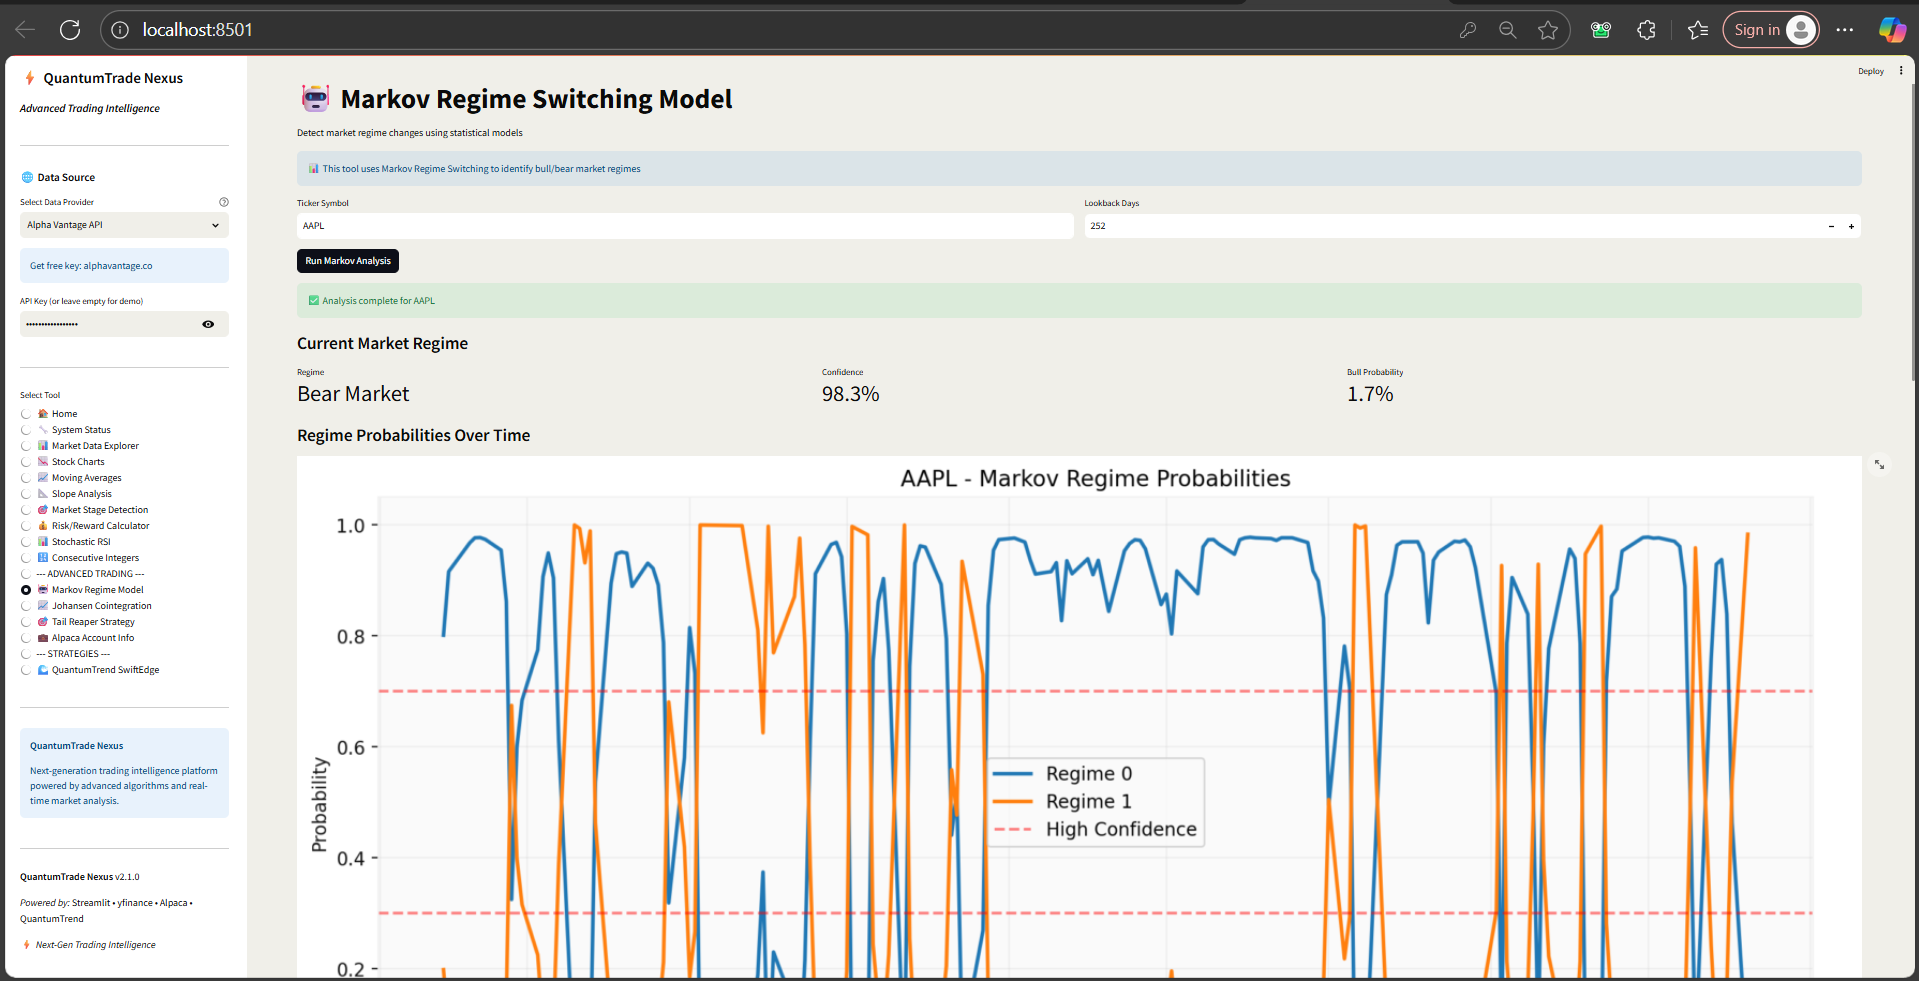 localhost:8501
Sign in
QuantumTrade Nexus
Advanced Trading Intelligence
Data Source
Select Data Provider
Alpha Vantage API
Get free key: alphavantage.co
API Key (or leave empty for demo)
Select Tool
Home
System Status
Market Data Explorer
Stock Charts
Moving Averages
Slope Analysis
Market Stage Detection
Risk/Reward Calculator
Stochastic RSI
Consecutive Integers
--- ADVANCED TRADING ---
Markov Regime Model
Johansen Cointegration
Tail Reaper Strategy
Alpaca Account Info
--- STRATEGIES ---
QuantumTrend SwiftEdge
QuantumTrade Nexus
Next-generation trading intelligence platform
powered by advanced algorithms and real-
time market analysis.
QuantumTrade Nexus v2.1.0
Powered by: Streamlit • yfinance • Alpaca •
QuantumTrend
Next-Gen Trading Intelligence
Deploy
Markov Regime Switching Model
Detect market regime changes using statistical models
This tool uses Markov Regime Switching to identify bull/bear market regimes
Ticker Symbol
AAPL
Lookback Days
252
Run Markov Analysis
Analysis complete for AAPL
Current Market Regime
Regime
Bear Market
Confidence
98.3%
Bull Probability
1.7%
Regime Probabilities Over Time
AAPL - Markov Regime Probabilities
1.0
0.8
0.6
0.4
0.2
Probability
Regime 0
Regime 1
High Confidence